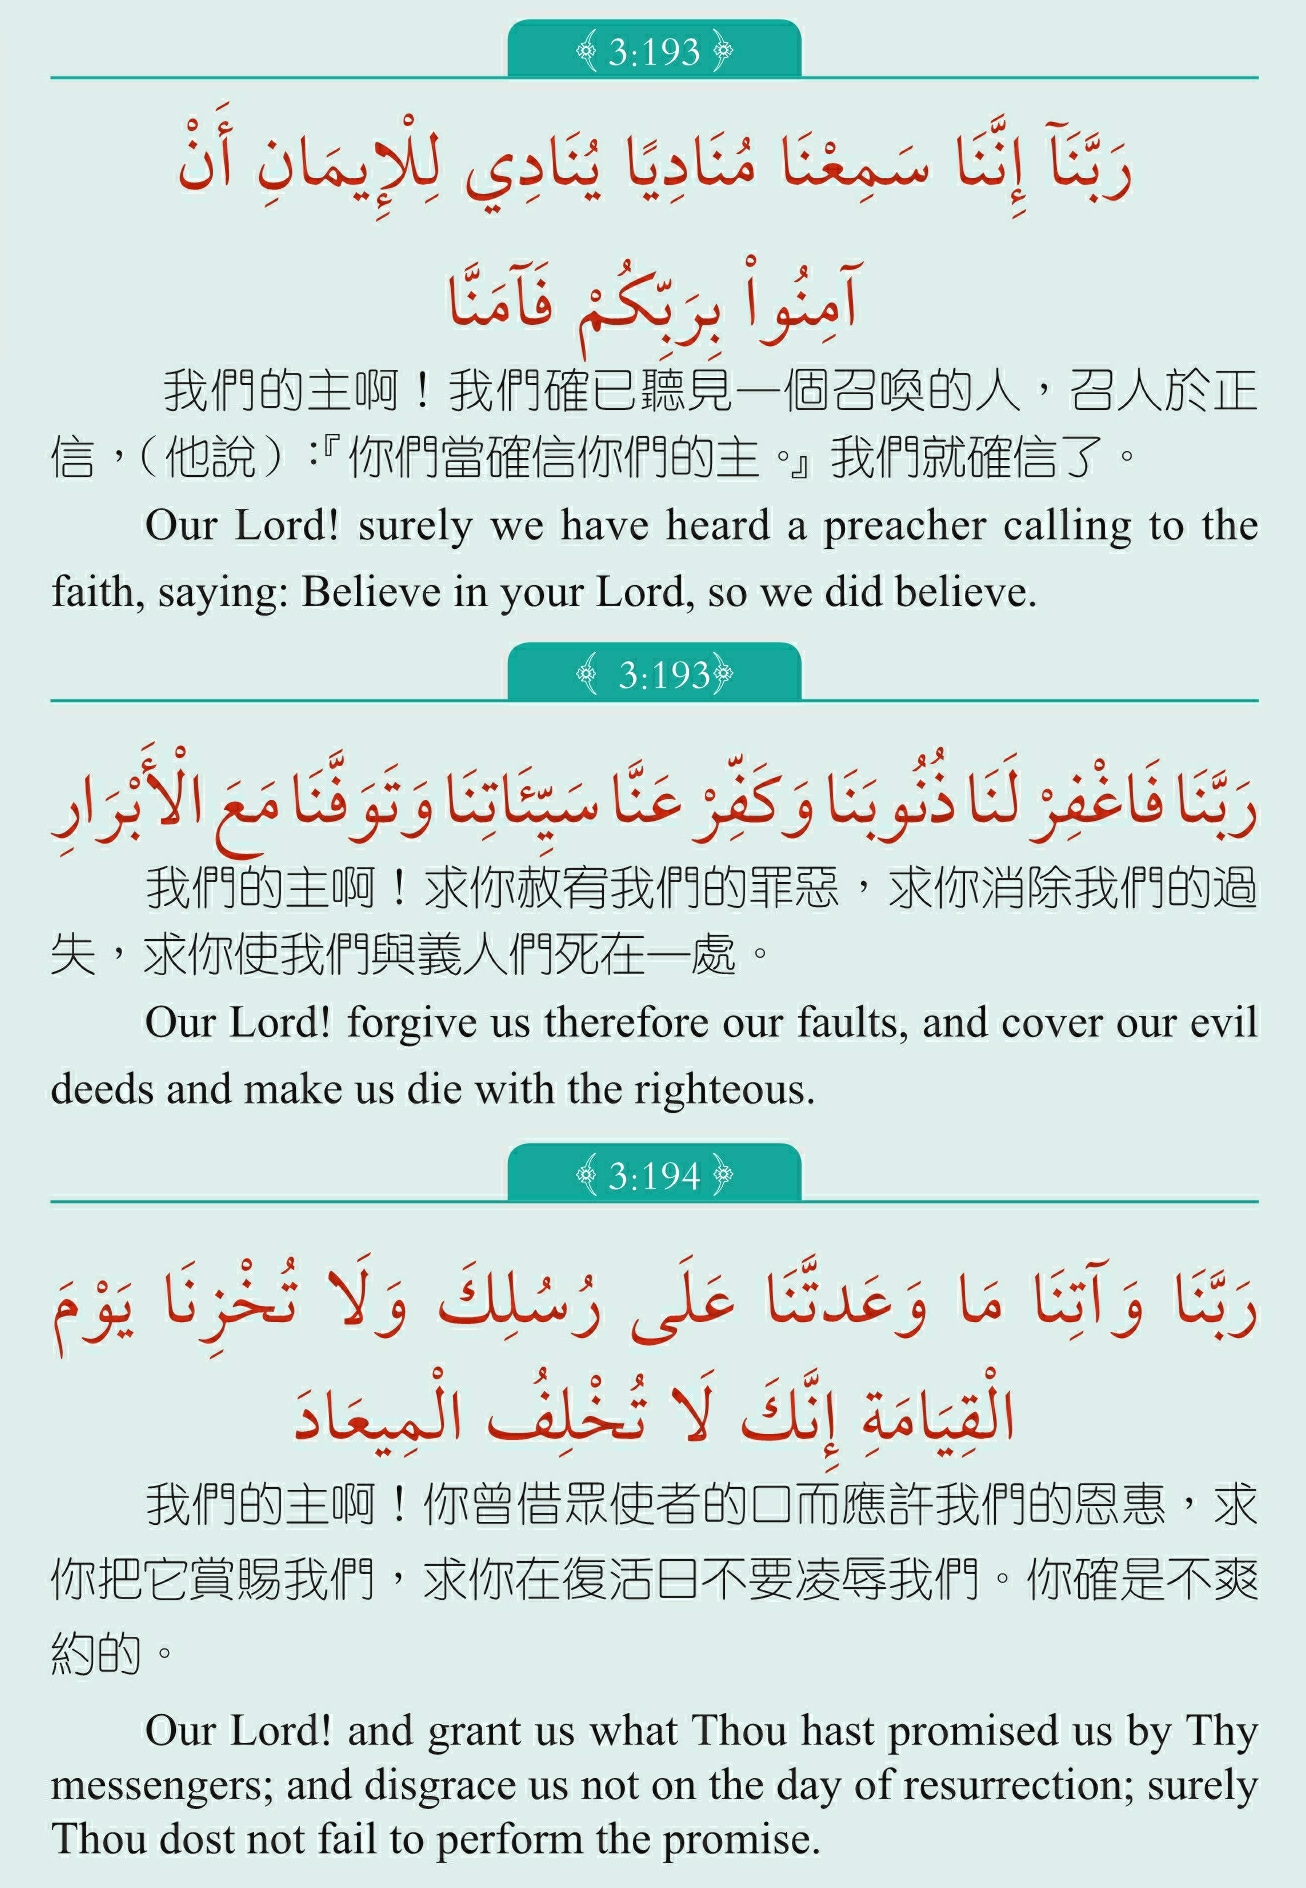 3:193
رَبَّنَآ إِنَّنَا سَمِعْنَا مُنَادِيًا يُنَادِي لِلْإِيمَانِ أَنْ
آمِنُواْ بِرَبِّكُمْ فَآمَنَّا
我們的主啊！我們確已聽見一個召喚的人，召人於正
信，（他說）：『你們當確信你們的主。』我們就確信了。
Our Lord! surely we have heard a preacher calling to the
faith, saying: Believe in your Lord, so we did believe.
3:193
رَبَّنَا فَاغْفِرْ لَنَا ذُنُوبَنَا وَكَفِّرْ عَنَّا سَيِّئَاتِنَا وَتَوَفَّنَا مَعَ الْأَبْرَارِ
我們的主啊！求你赦宥我們的罪惡，求你消除我們的過
失，求你使我們與義人們死在一處。
Our Lord! forgive us therefore our faults, and cover our evil
deeds and make us die with the righteous.
3:194
رَبَّنَا وَآتِنَا مَا وَعَدتَّنَا عَلَى رُسُلِكَ وَلَا تُخْزِنَا يَوْمَ
الْقِيَامَةِ إِنَّكَ لَا تُخْلِفُ الْمِيعَادَ
我們的主啊！你曾借眾使者的口而應許我們的恩惠，求
你把它賞賜我們，求你在復活日不要凌辱我們。你確是不爽
約的。
Our Lord! and grant us what Thou hast promised us by Thy
messengers; and disgrace us not on the day of resurrection; surely
Thou dost not fail to perform the promise.